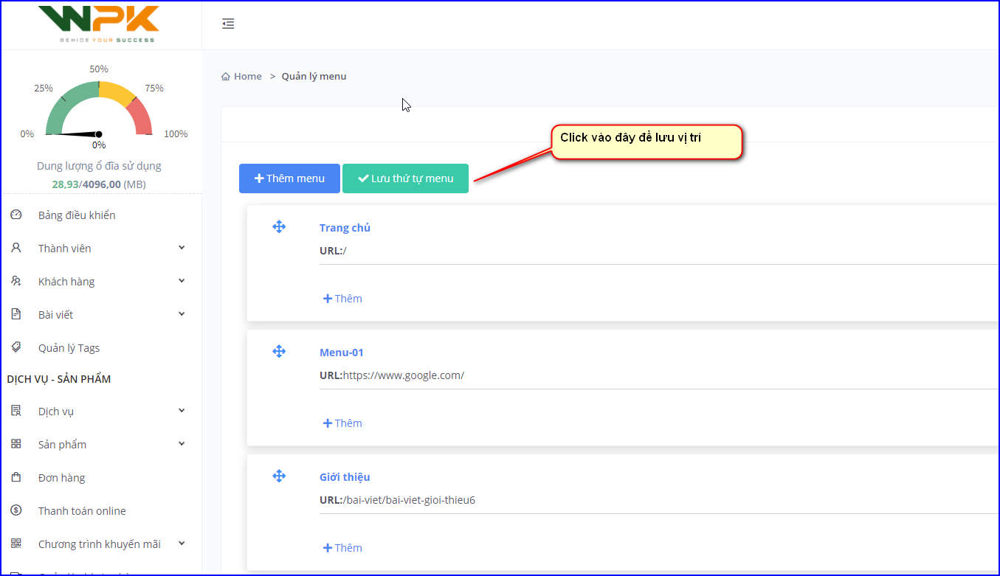 WPK
BEHIDE YOUR SUCCESS
50%
25%
75%
0%
100%
0%
Dung lượng ổ đĩa sử dụng
28,93/4096,00 (MB)
Bảng điều khiển
Thành viên
Khách hàng
Bài viết
Quản lý Tags
DỊCH VỤ - SẢN PHẨM
Dịch vụ
Sản phẩm
Đơn hàng
Thanh toán online
Chương trình khuyến mãi
Home > Quản lý menu
Click vào đây để lưu vị trí
Thêm menu
Lưu thứ tự menu
Trang chủ
URL:/
Thêm
Menu-01
URL:https://www.google.com/
Thêm
Giới thiệu
URL:/bai-viet/bai-viet-gioi-thieu6
Thêm